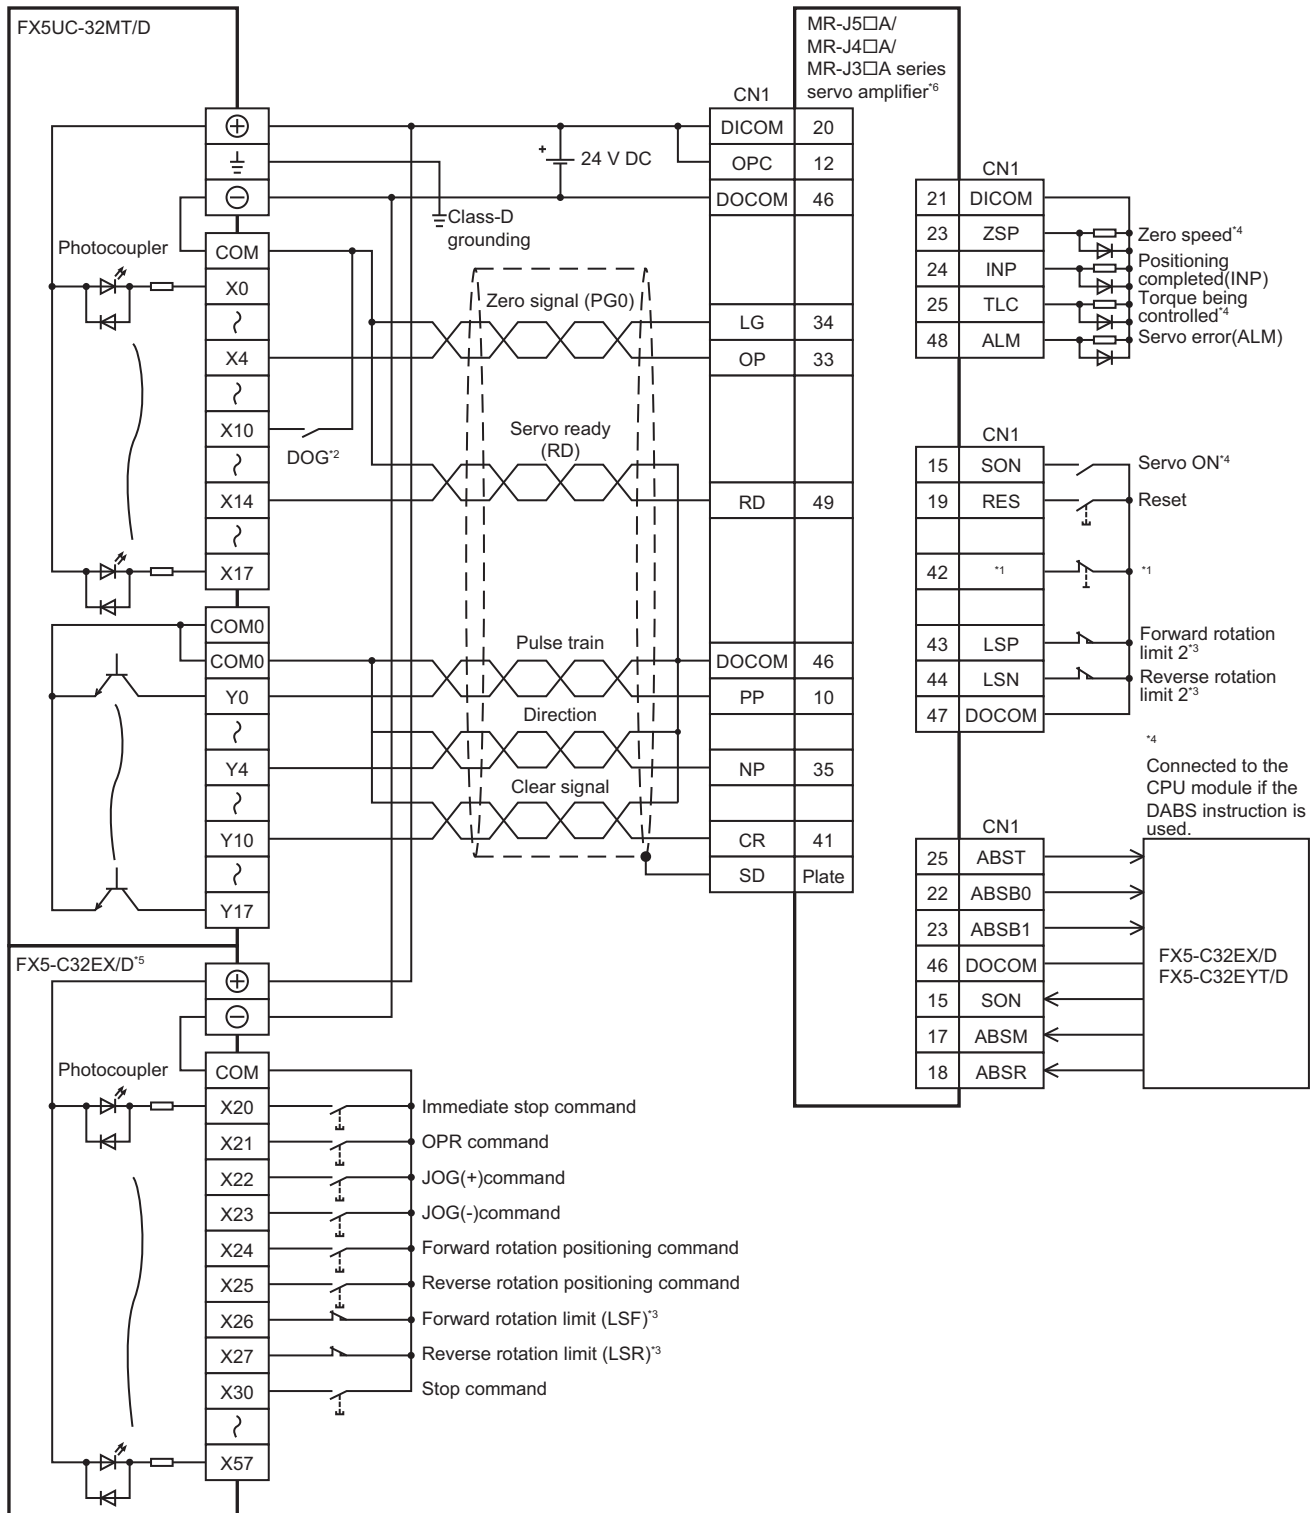 FX5UC-32MT/D
MR-J5□A/
MR-J4□A/
MR-J3□A series
servo amplifier*6
CN1
DICOM 20
OPC 12
DOCOM 46
+ 24 V DC
Class-D
grounding
Photocoupler
COM
X0
X4
X10
X14
X17
COM0
COM0
Y0
Y4
Y10
Y17
DOG*2
Zero signal (PG0)
LG 34
OP 33
Servo ready
(RD)
RD 49
Pulse train
DOCOM 46
PP 10
Direction
NP 35
Clear signal
CR 41
SD Plate
CN1
21 DICOM
23 ZSP Zero speed*4
24 INP Positioning
completed(INP)
25 TLC Torque being
controlled*4
48 ALM Servo error(ALM)
CN1
15 SON Servo ON*4
19 RES Reset
42 *1 *1
43 LSP Forward rotation
limit 2*3
44 LSN Reverse rotation
limit 2*3
47 DOCOM
*4
Connected to the
CPU module if the
DABS instruction is
used.
CN1
25 ABST
22 ABSB0
23 ABSB1
46 DOCOM
15 SON
17 ABSM
18 ABSR
FX5-C32EX/D
FX5-C32EYT/D
FX5-C32EX/D*5
Photocoupler
COM
X20 Immediate stop command
X21 OPR command
X22 JOG(+)command
X23 JOG(-)command
X24 Forward rotation positioning command
X25 Reverse rotation positioning command
X26 Forward rotation limit (LSF)*3
X27 Reverse rotation limit (LSR)*3
X30 Stop command
X57